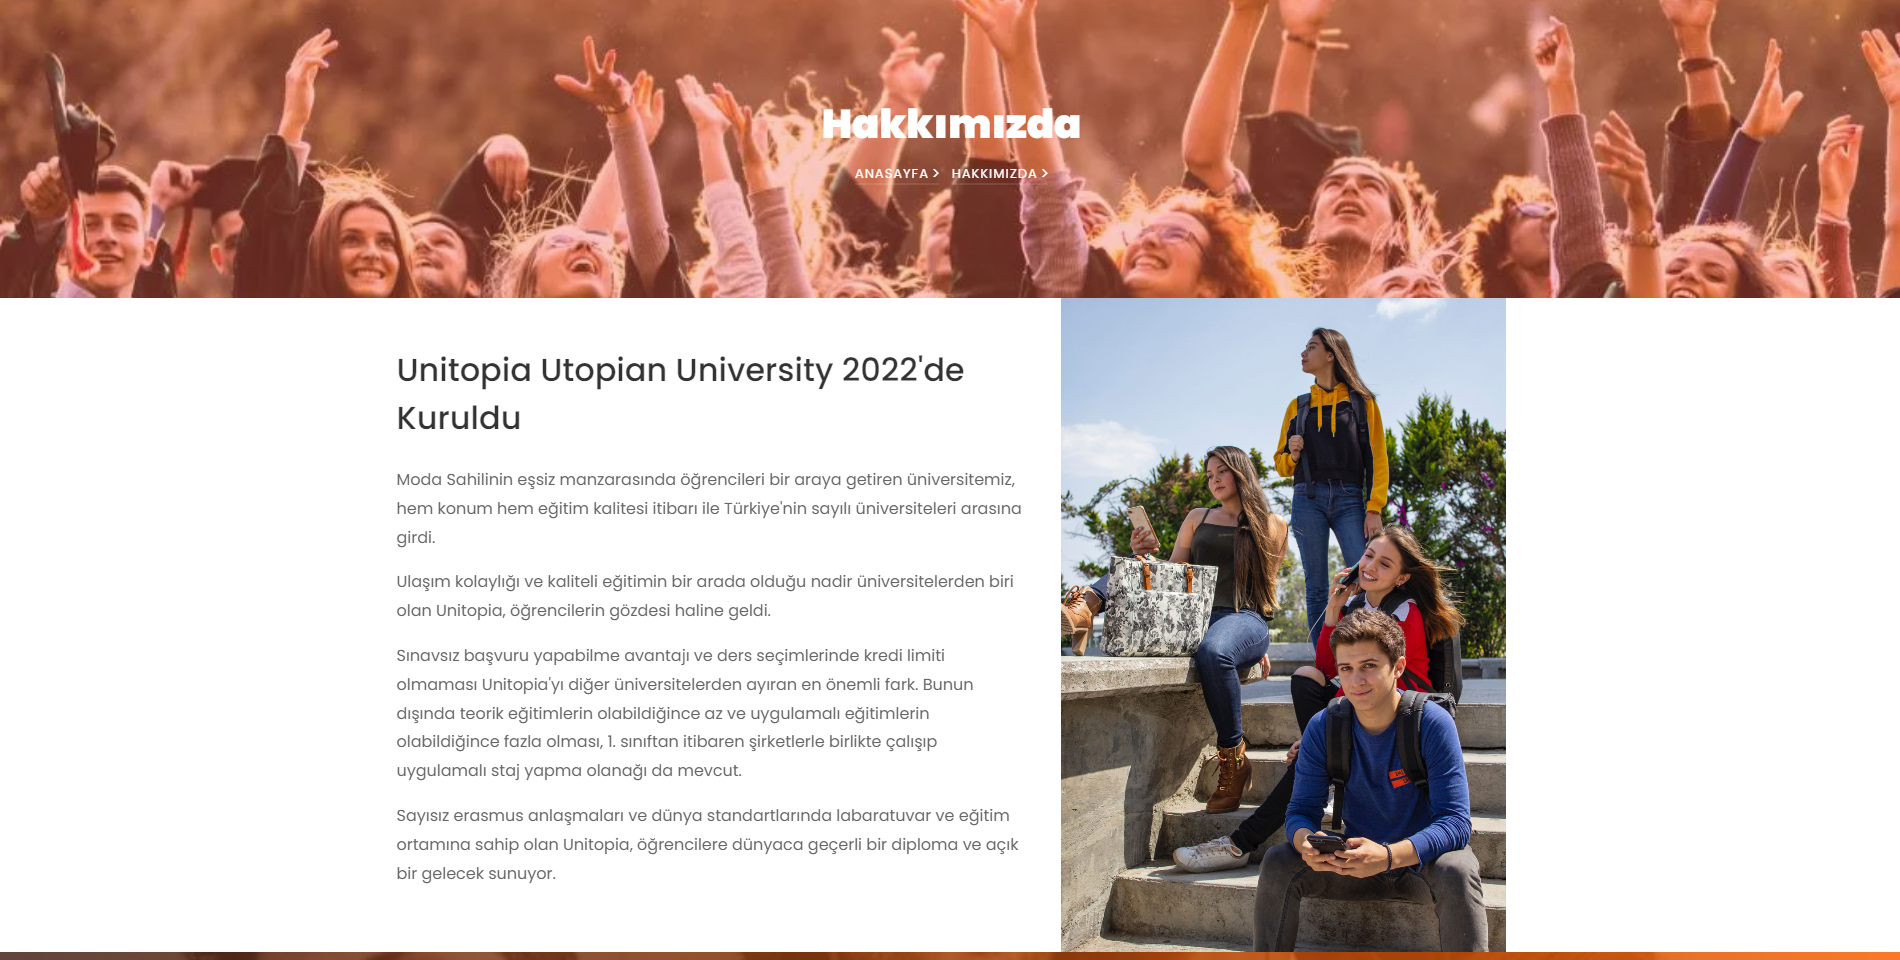 Hakkımızda
ANASAYFA > HAKKIMIZDA >
Unitopia Utopian University 2022'de
Kuruldu
Moda Sahilinin eşsiz manzarasında öğrencileri bir araya getiren üniversitemiz,
hem konum hem eğitim kalitesi itibarı ile Türkiye'nin sayılı üniversiteleri arasına
girdi.
Ulaşım kolaylığı ve kaliteli eğitimin bir arada olduğu nadir üniversitelerden biri
olan Unitopia, öğrencilerin gözdesi haline geldi.
Sınavsız başvuru yapabilme avantajı ve ders seçimlerinde kredi limiti
olmaması Unitopia'yı diğer üniversitelerden ayıran en önemli fark. Bunun
dışında teorik eğitimlerin olabildiğince az ve uygulamalı eğitimlerin
olabildiğince fazla olması, 1. sınıftan itibaren şirketlerle birlikte çalışıp
uygulamalı staj yapma olanağı da mevcut.
Sayısız erasmus anlaşmaları ve dünya standartlarında labaratuvar ve eğitim
ortamına sahip olan Unitopia, öğrencilere dünyaca geçerli bir diploma ve açık
bir gelecek sunuyor.